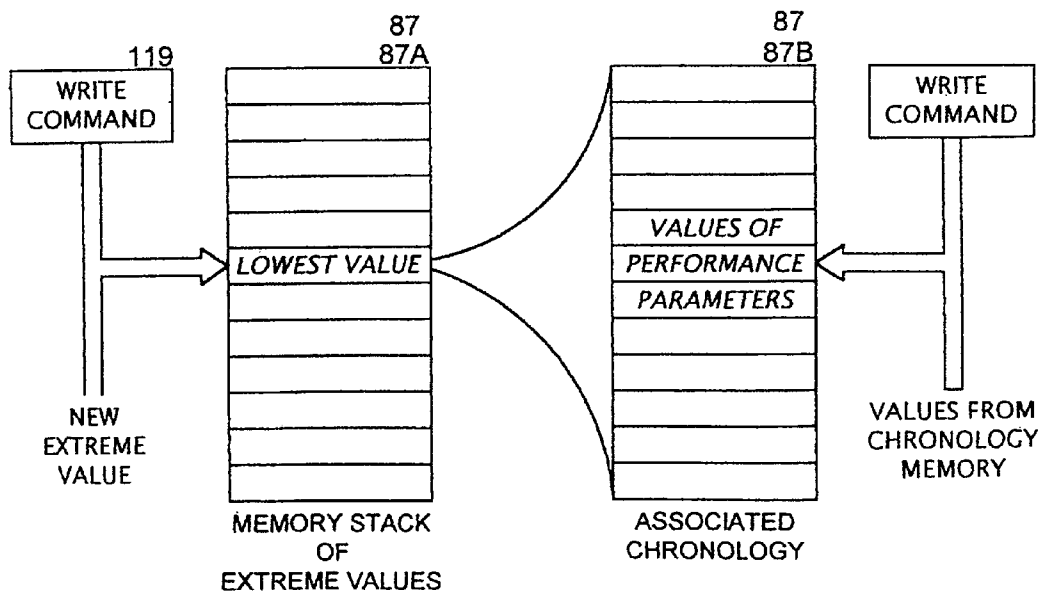 119
WRITE
COMMAND
NEW
EXTREME
VALUE
87
87A
LOWEST VALUE
MEMORY STACK
OF
EXTREME VALUES
87
87B
VALUES OF
PERFORMANCE
PARAMETERS
ASSOCIATED
CHRONOLOGY
WRITE
COMMAND
VALUES FROM
CHRONOLOGY
MEMORY